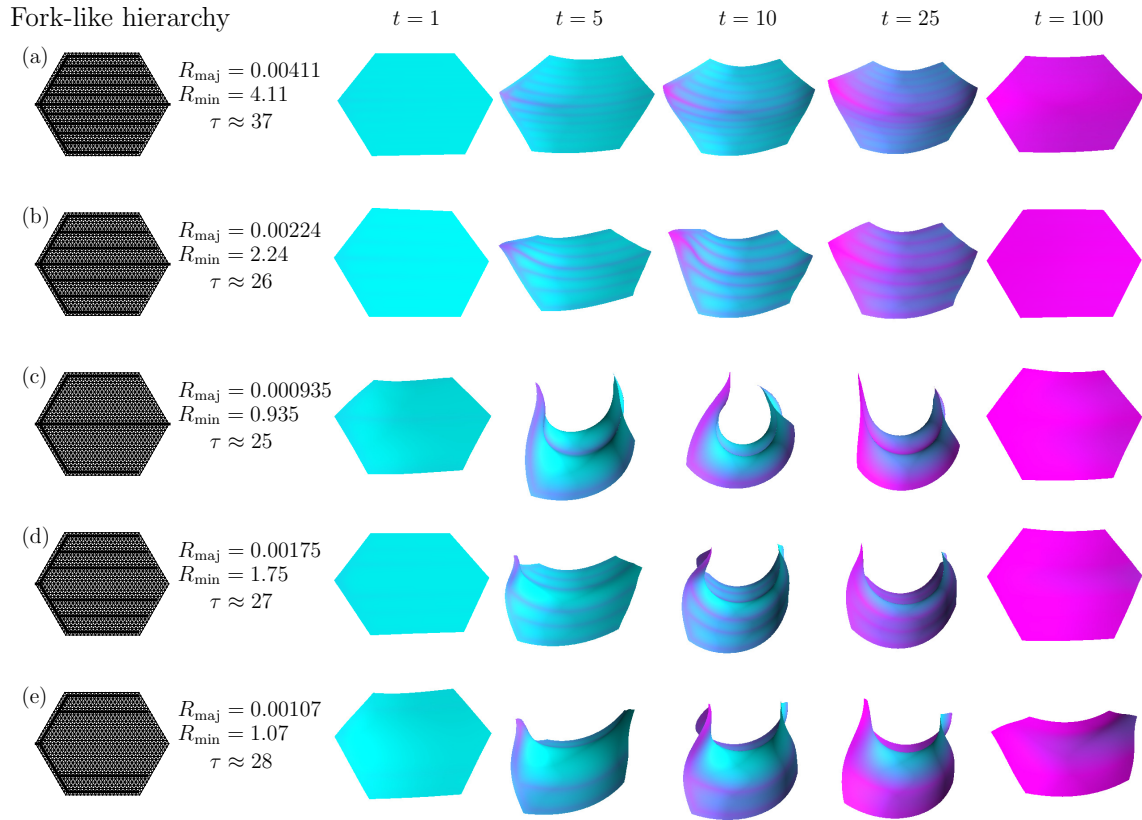 Fork-like hierarchy
t = 1 t = 5 t = 10 t = 25 t = 100
(a)
R_maj = 0.00411
R_min = 4.11
τ ≈ 37
(b)
R_maj = 0.00224
R_min = 2.24
τ ≈ 26
(c)
R_maj = 0.000935
R_min = 0.935
τ ≈ 25
(d)
R_maj = 0.00175
R_min = 1.75
τ ≈ 27
(e)
R_maj = 0.00107
R_min = 1.07
τ ≈ 28